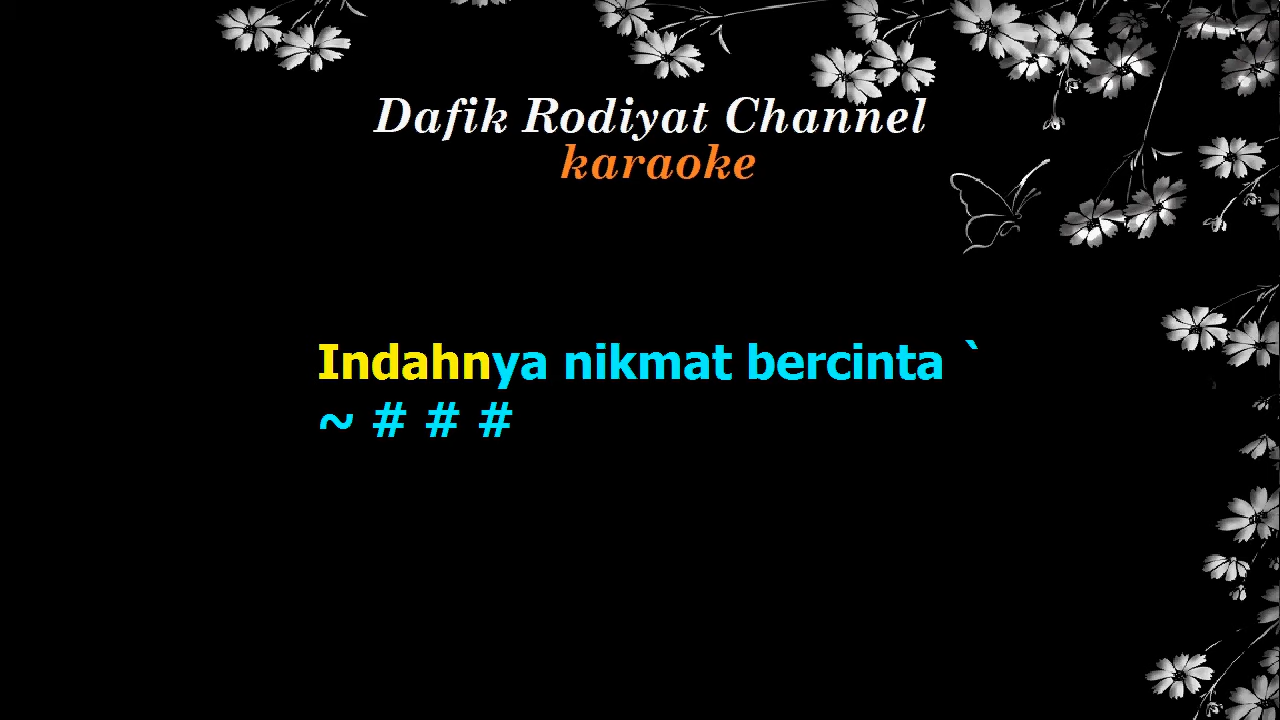 Dafik Rodiyat Channel
karaoke
Indahnya nikmat bercinta `
~ # # #